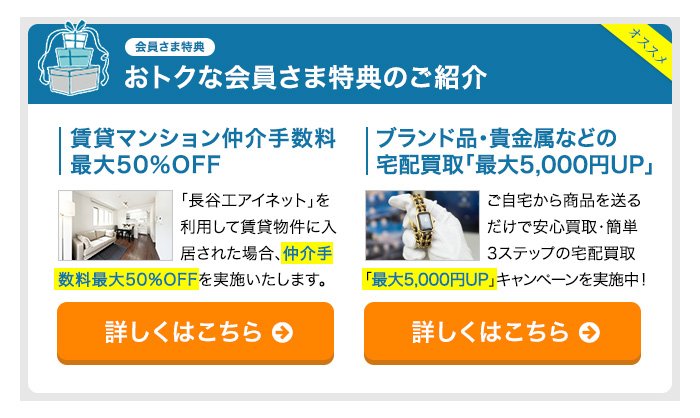 会員さま特典
おトクな会員さま特典のご紹介
オススメ
賃貸マンション仲介手数料
最大50%OFF
「長谷工アイネット」を
利用して賃貸物件に入
居された場合、仲介手
数料最大50%OFFを実施いたします。
詳しくはこちら
ブランド品・貴金属などの
宅配買取「最大5,000円UP」
ご自宅から商品を送る
だけで安心買取・簡単
3ステップの宅配買取
「最大5,000円UP」キャンペーンを実施中！
詳しくはこちら